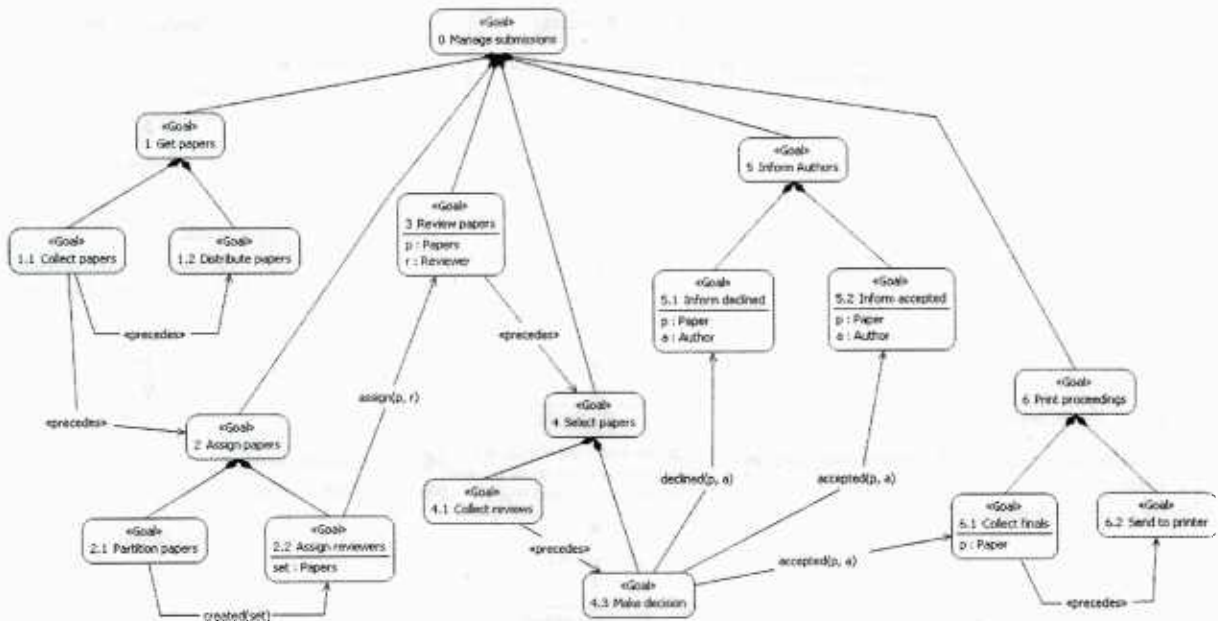 «Goal»
0 Manage submissions
«Goal»
1 Get papers
«Goal»
5 Inform Authors
«Goal»
3 Review papers
p : Papers
r : Reviewer
«Goal»
1.1 Collect papers
«Goal»
1.2 Distribute papers
«Goal»
5.1 Inform declined
p : Paper
a : Author
«Goal»
5.2 Inform accepted
p : Paper
a : Author
«precedes»
«precedes»
«Goal»
6 Print proceedings
assign(p, r)
«Goal»
4 Select papers
«precedes»
«Goal»
2 Assign papers
declined(p, a)
accepted(p, a)
«Goal»
4.1 Collect reviews
«Goal»
6.1 Collect finals
p : Paper
«Goal»
6.2 Send to printer
«Goal»
2.1 Partition papers
«Goal»
2.2 Assign reviewers
set : Papers
«precedes»
accepted(p, a)
«Goal»
4.3 Make decision
«precedes»
created(set)